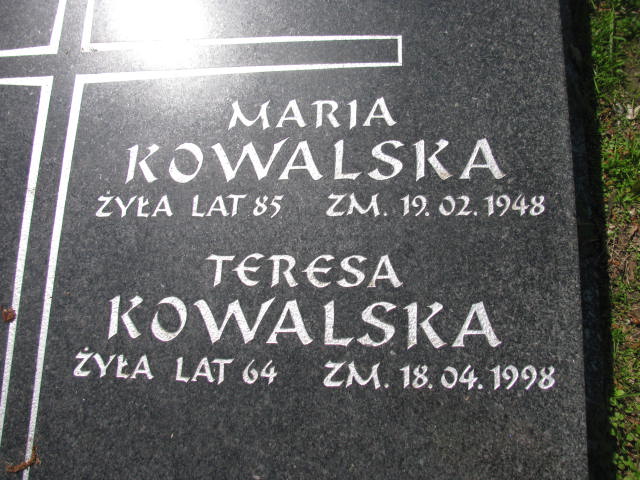 MARIA
KOWALSKA
ŻYŁA LAT 85 ZM. 19.02.1948
TERESA
KOWALSKA
ŻYŁA LAT 64 ZM. 18.04.1998